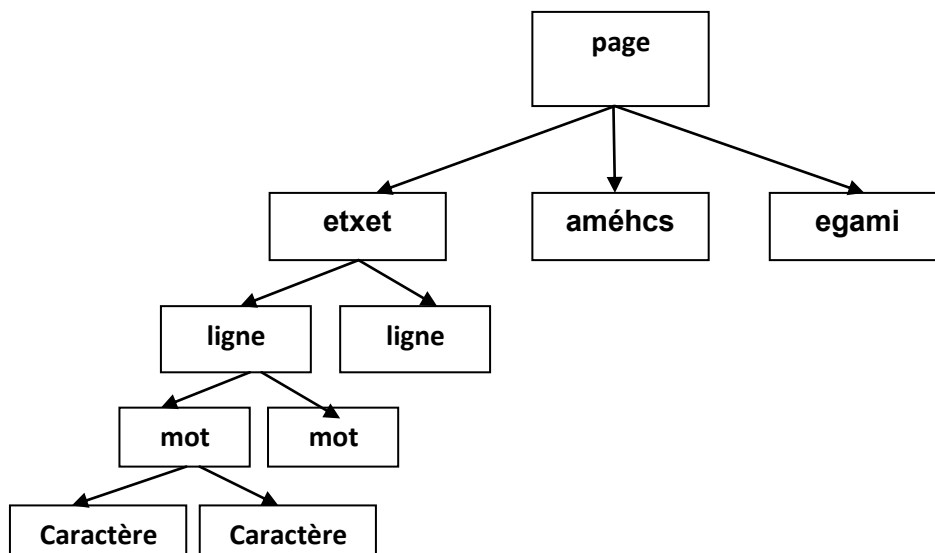 page
etxet
améhcs
egami
ligne
ligne
mot
mot
Caractère
Caractère